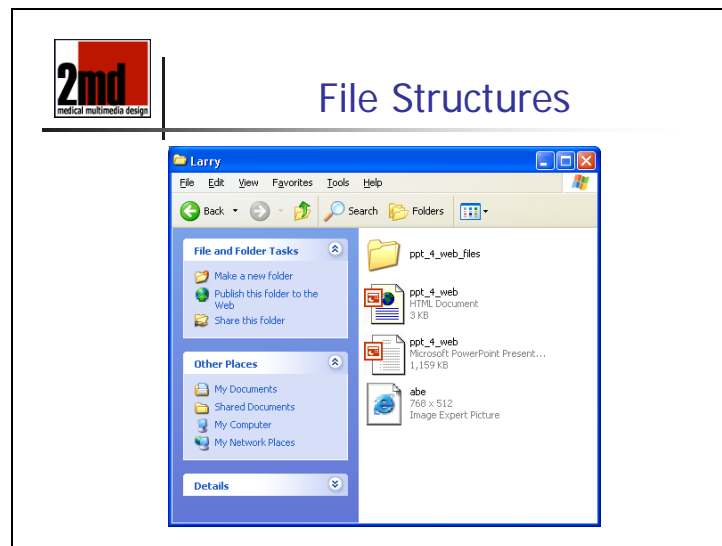 2md
medical multimedia design
File Structures
Larry
File Edit View Favorites Tools Help
Back Search Folders
File and Folder Tasks
Make a new folder
Publish this folder to the
Web
Share this folder
Other Places
My Documents
Shared Documents
My Computer
My Network Places
Details
ppt_4_web_files
ppt_4_web
HTML Document
3 KB
ppt_4_web
Microsoft PowerPoint Present...
1,159 KB
abe
768 x 512
Image Expert Picture